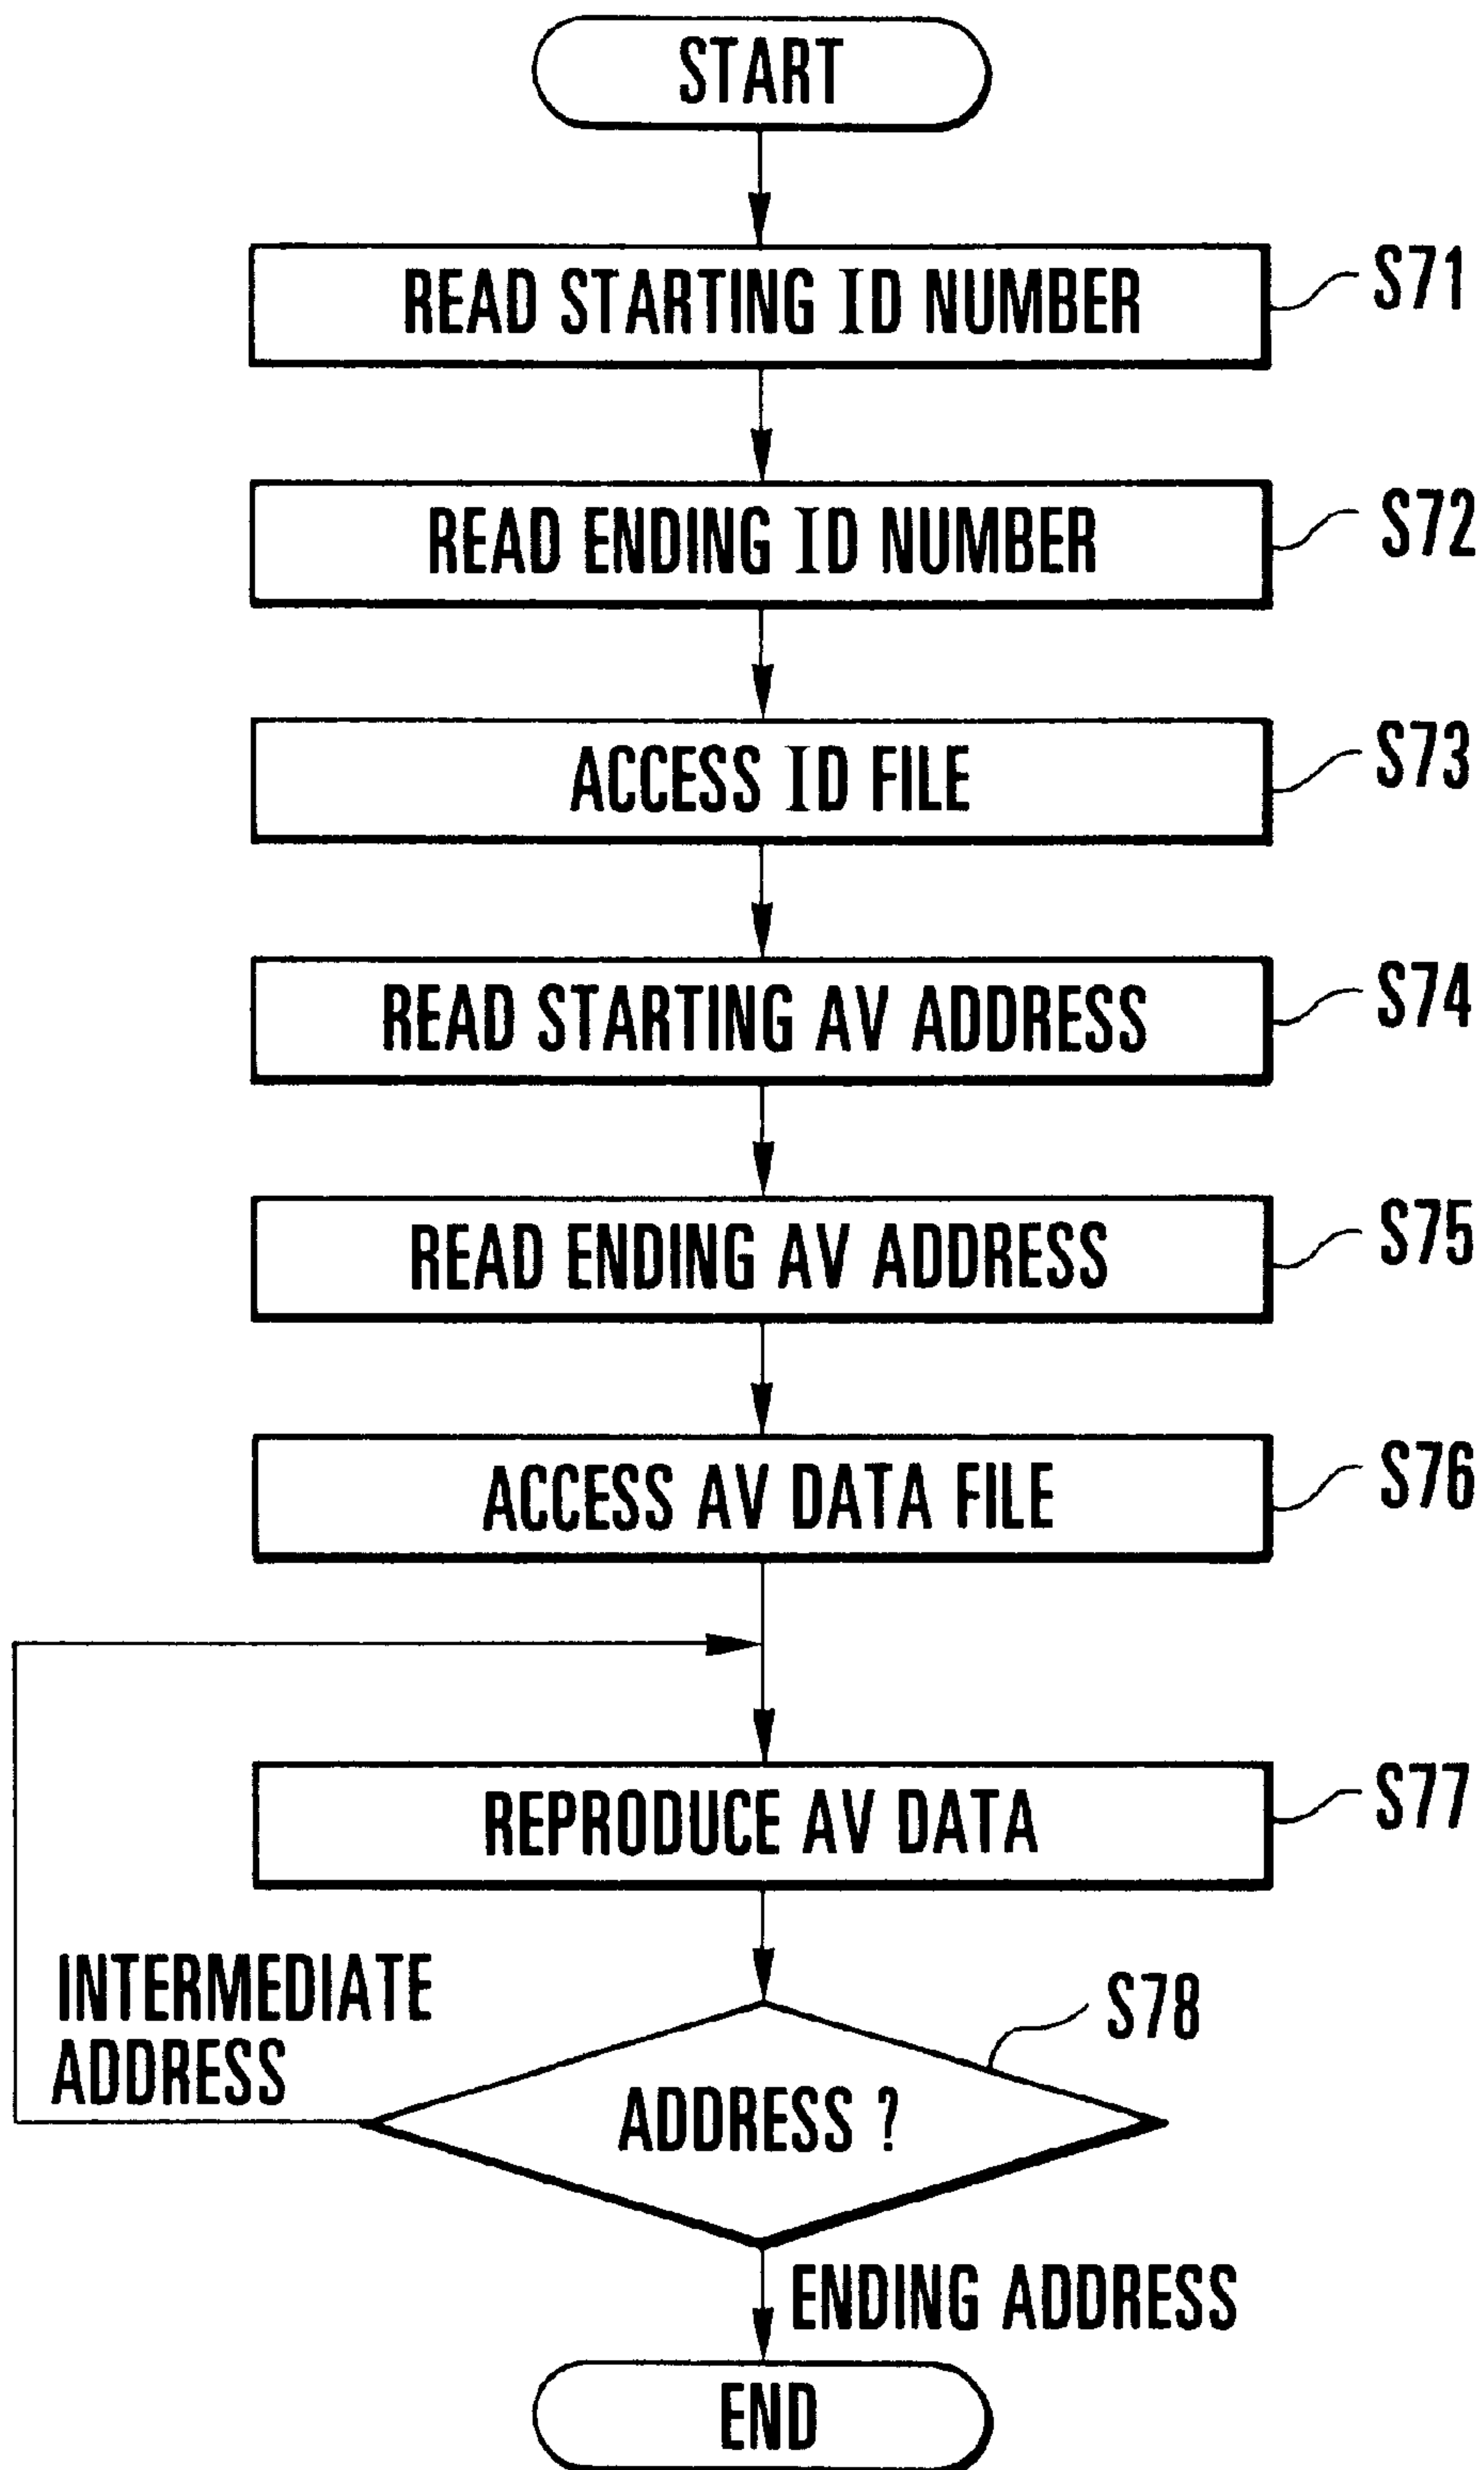 START
READ STARTING ID NUMBER
S71
READ ENDING ID NUMBER
S72
ACCESS ID FILE
S73
READ STARTING AV ADDRESS
S74
READ ENDING AV ADDRESS
S75
ACCESS AV DATA FILE
S76
REPRODUCE AV DATA
S77
INTERMEDIATE
ADDRESS
S78
ADDRESS ?
ENDING ADDRESS
END